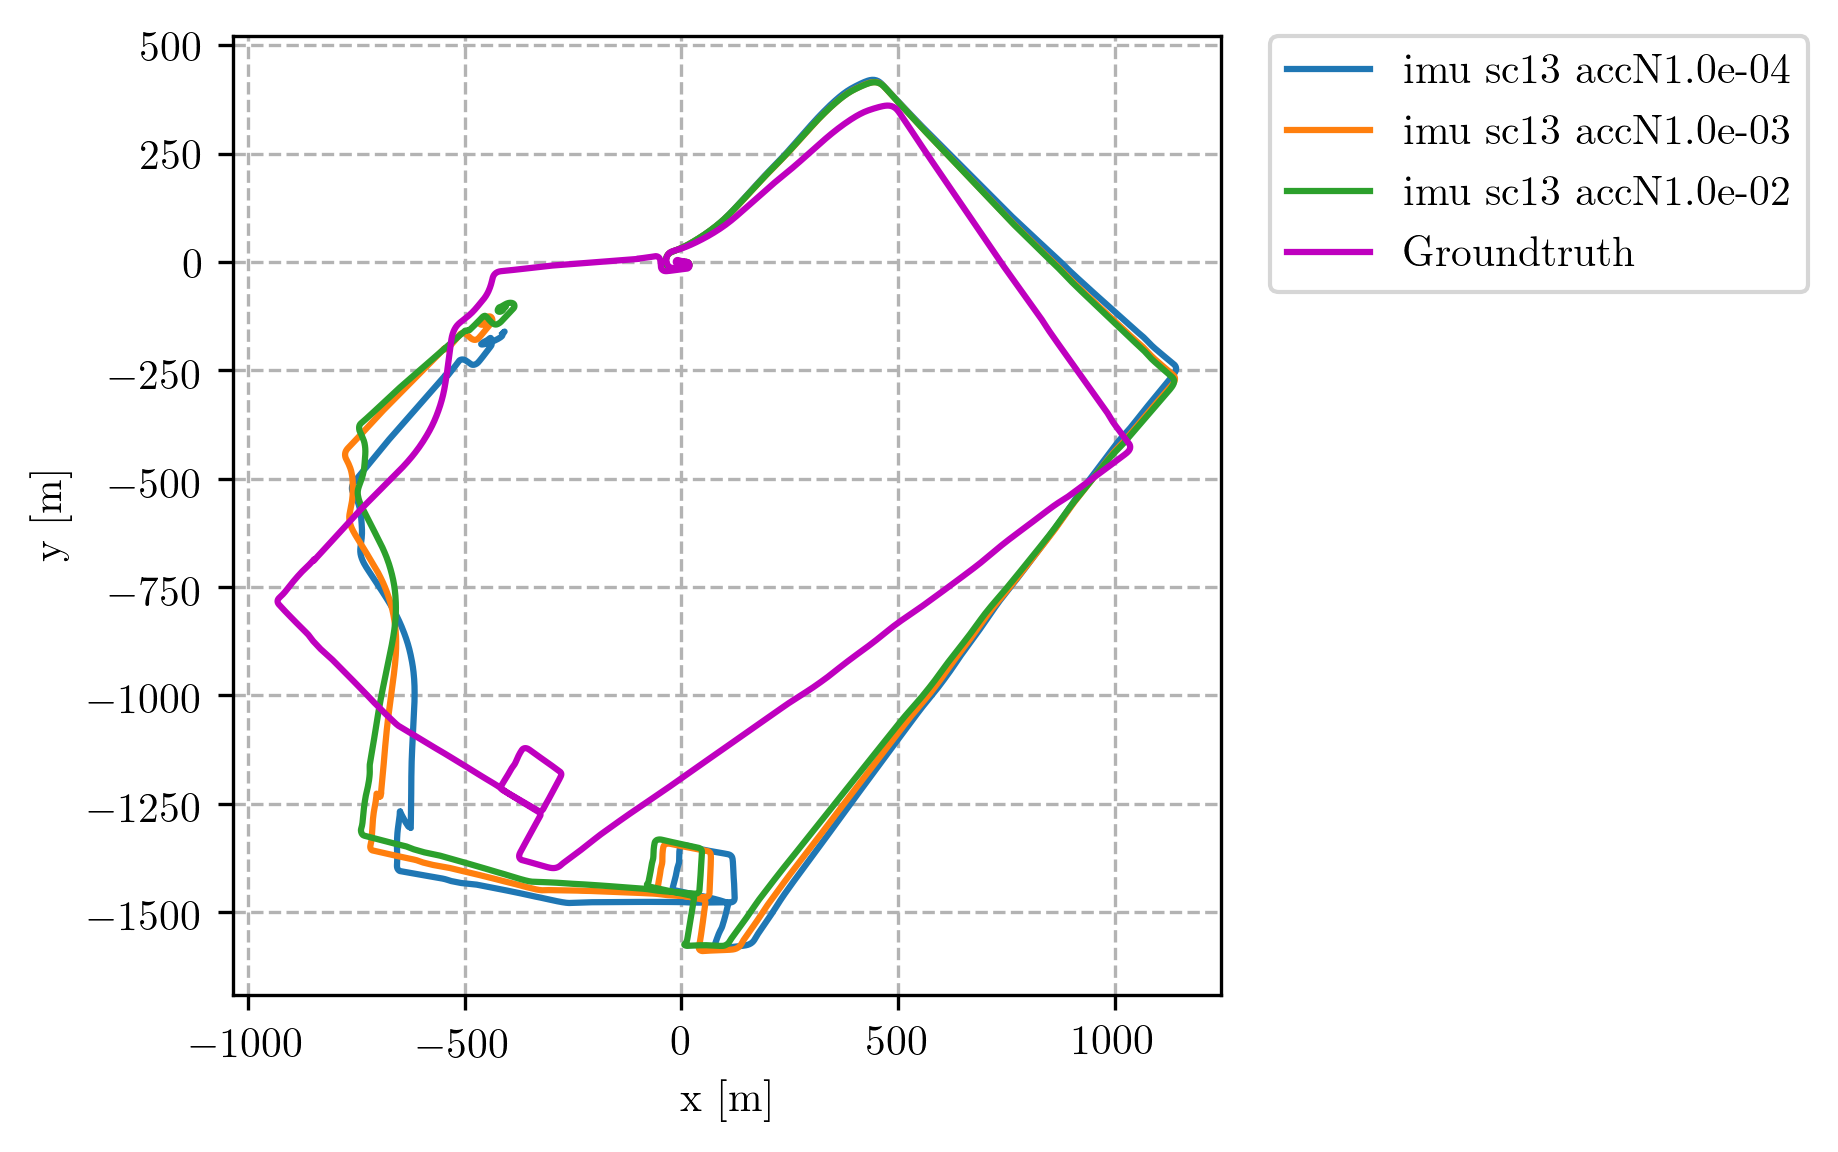 500
250
0
−250
−500
−750
−1000
−1250
−1500
y [m]
−1000
−500
0
500
1000
x [m]
imu sc13 accN1.0e-04
imu sc13 accN1.0e-03
imu sc13 accN1.0e-02
Groundtruth